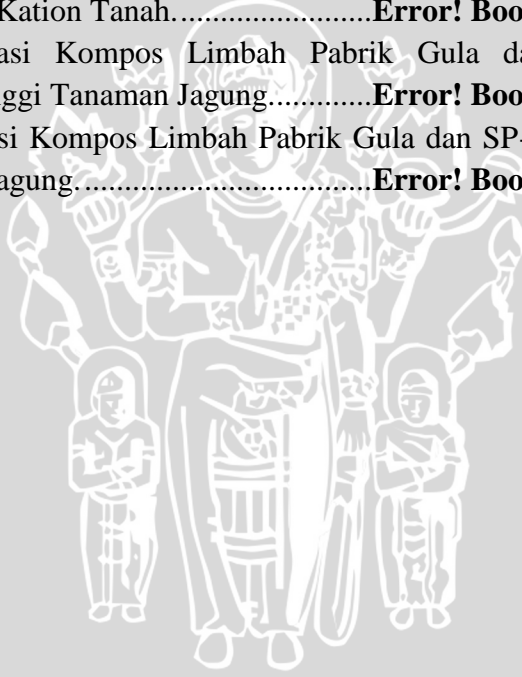 Kation Tanah.........................Error! Boo
asi Kompos Limbah Pabrik Gula da
ggi Tanaman Jagung.............Error! Boo
si Kompos Limbah Pabrik Gula dan SP-
agung...................................Error! Boo